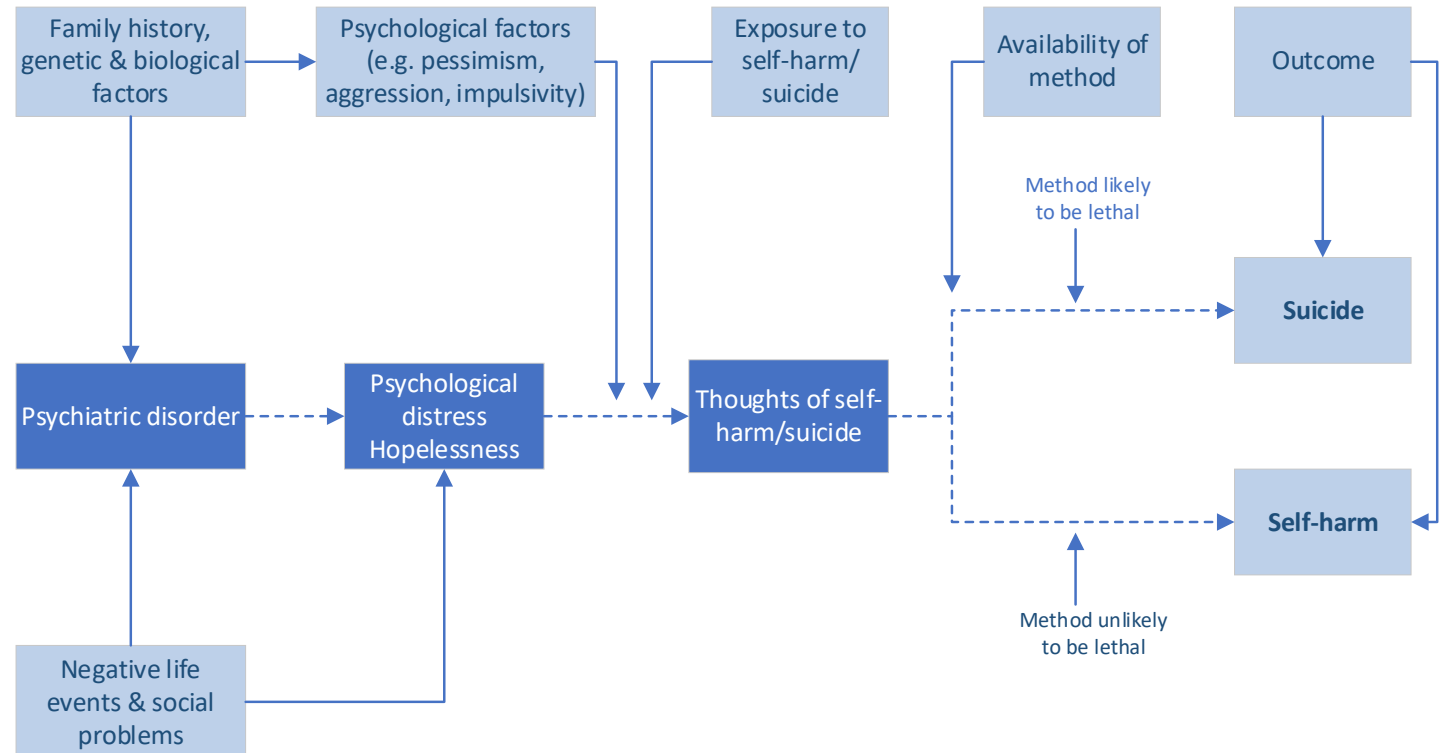 Family history,
genetic & biological
factors
Psychological factors
(e.g. pessimism,
aggression, impulsivity)
Exposure to
self-harm/
suicide
Availability of
method
Outcome
Method likely
to be lethal
Suicide
Psychiatric disorder
Psychological
distress
Hopelessness
Thoughts of self-
harm/suicide
Self-harm
Method unlikely
to be lethal
Negative life
events & social
problems